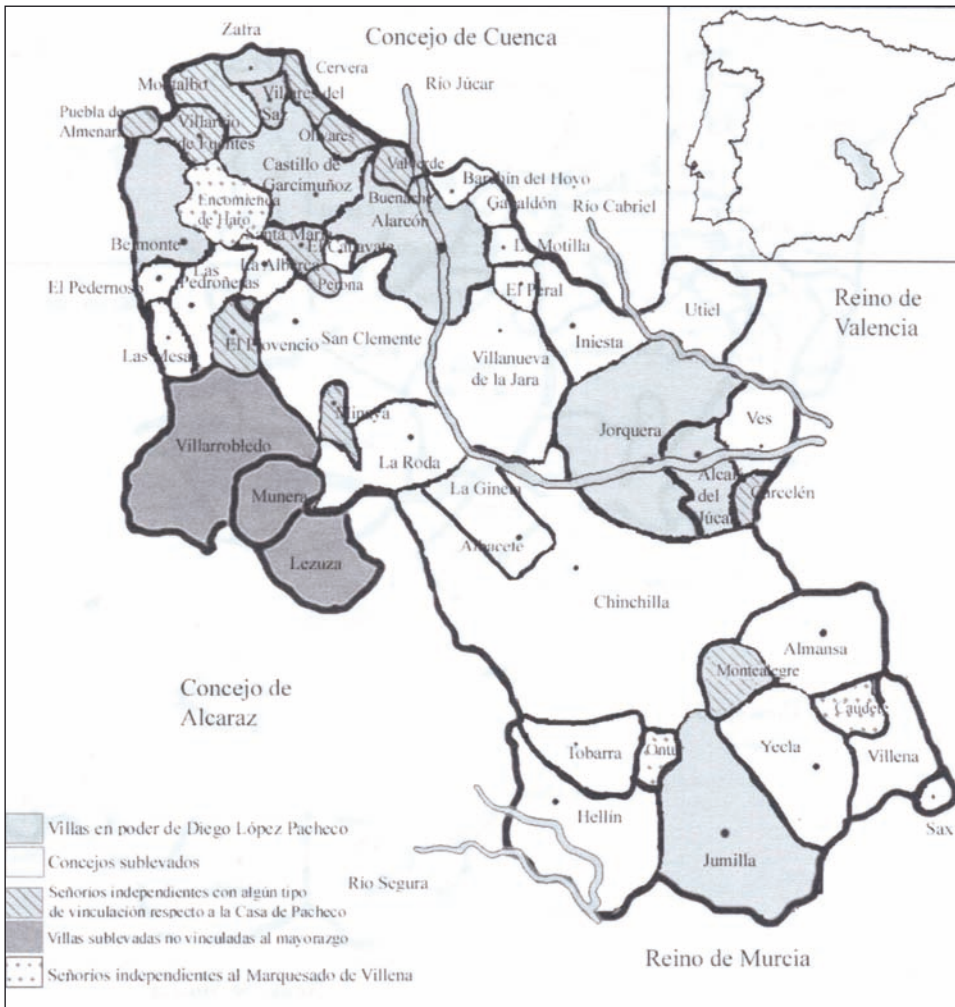 Zafra
Concejo de Cuenca
Cervera
Río Júcar
Montalbo
Villares del
Saz
Puebla de
Almenara
Villarejo
de Fuentes
Olivares
Castillo de
Garcimuñoz
Valverde
Barchín del Hoyo
Buenache
Gabaldón
Encomienda
de Haro
Alarcón
Río Cabriel
Santa María
El Cañavate
La Motilla
Belmonte
La Alberca
Las
Pedroñeras
Perona
El Pedernoso
El Peral
Utiel
Reino de
Valencia
San Clemente
Iniesta
El Provencio
Las Mesas
Villanueva
de la Jara
Minaya
Ves
Villarrobledo
Jorquera
La Roda
Alcalá
del
Júcar
Carcelén
Munera
La Gineta
Albacete
Lezuza
Chinchilla
Almansa
Montealegre
Concejo de
Alcaraz
Caudete
Tobarra
Ontur
Yecla
Villena
Hellín
Sax
Jumilla
Río Segura
Reino de Murcia
Villas en poder de Diego López Pacheco
Concejos sublevados
Señoríos independientes con algún tipo
de vinculación respecto a la Casa de Pacheco
Villas sublevadas no vinculadas al mayorazgo
Señoríos independientes al Marquesado de Villena